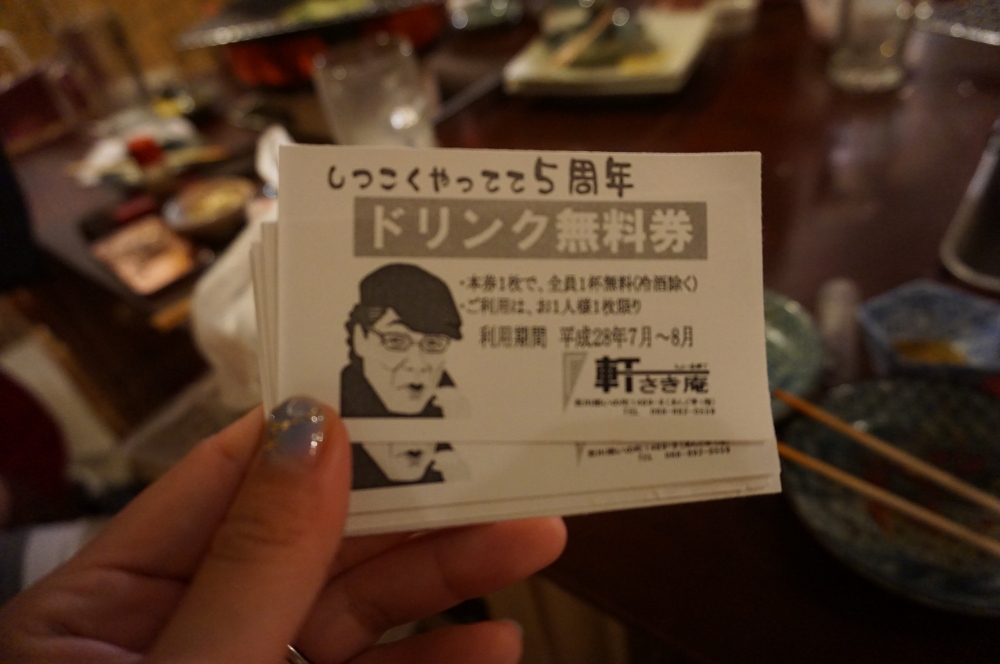 しつこくやってて5周年
ドリンク無料券
・本券1枚で、全員1杯無料(冷酒除く)
・ご利用は、お1人様1枚限り
利用期間 平成28年7月～8月
軒さき庵
TEL
TEL